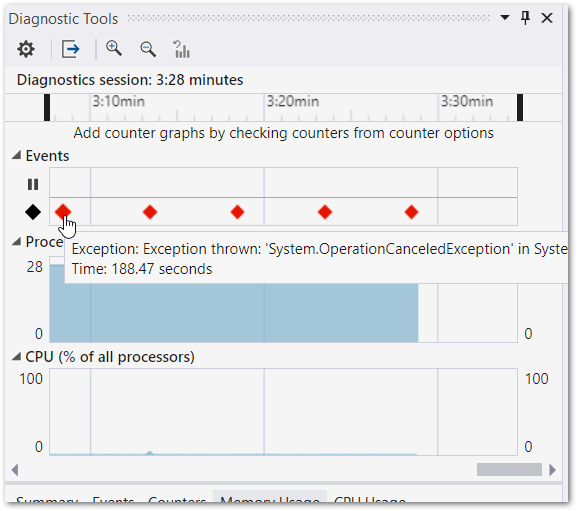 Diagnostic Tools
Diagnostics session: 3:28 minutes
3:10min 3:20min 3:30min
Add counter graphs by checking counters from counter options
Events
Exception: Exception thrown: 'System.OperationCanceledException' in Syste
Time: 188.47 seconds
Proce
28
0 0
CPU (% of all processors)
100 100
0 0
Summary Events Counters Memory Usage CPU Usage